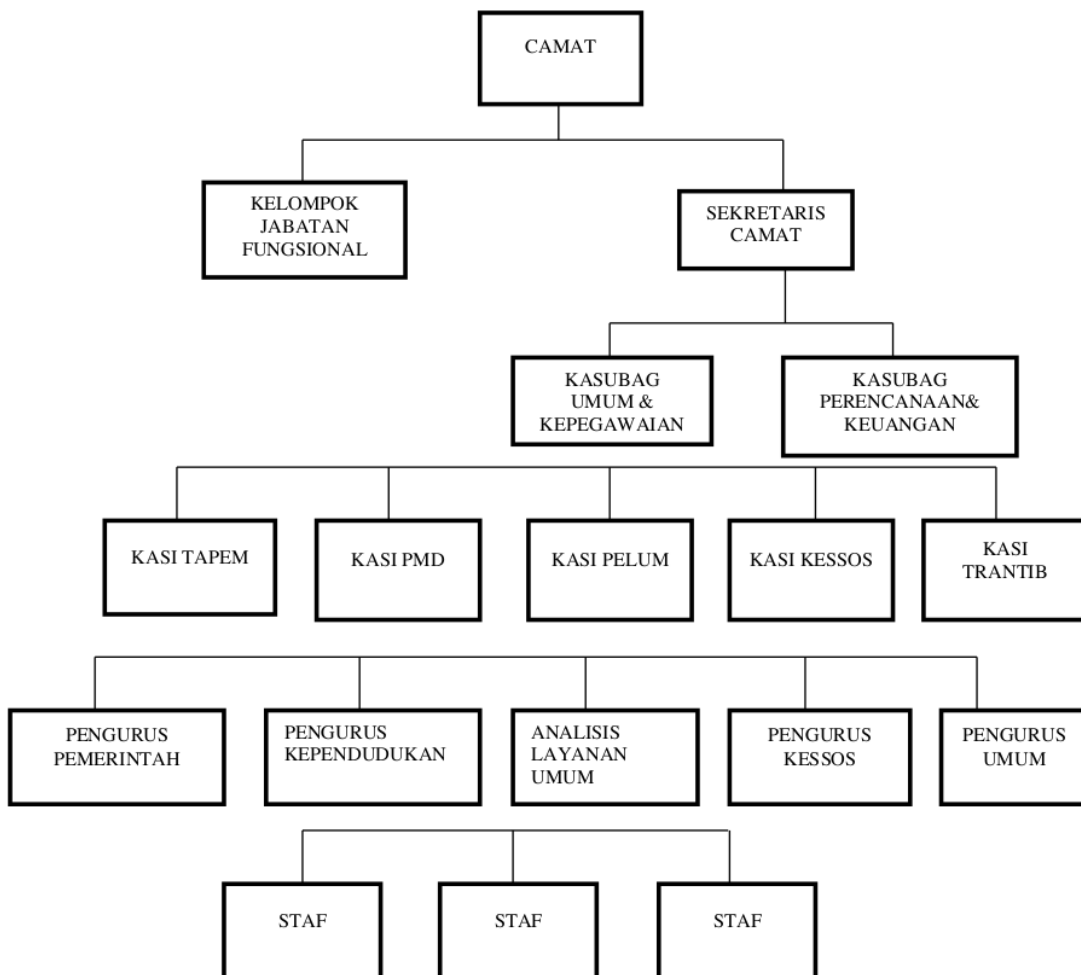 CAMAT
KELOMPOK
JABATAN
FUNGSIONAL
SEKRETARIS
CAMAT
KASUBAG
UMUM &
KEPEGAWAIAN
KASUBAG
PERENCANAAN&
KEUANGAN
KASI TAPEM
KASI PMD
KASI PELUM
KASI KESSOS
KASI
TRANTIB
PENGURUS
PEMERINTAH
PENGURUS
KEPENDUDUKAN
ANALISIS
LAYANAN
UMUM
PENGURUS
KESSOS
PENGURUS
UMUM
STAF
STAF
STAF